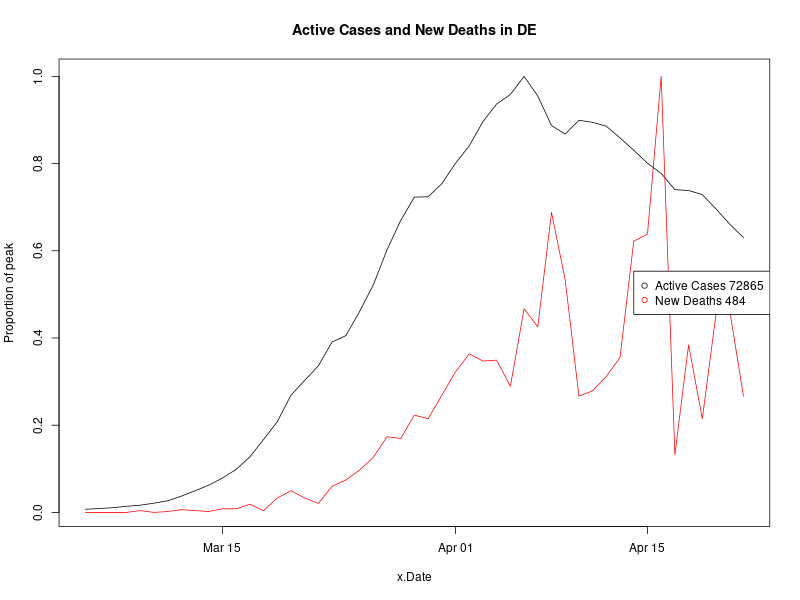 Active Cases and New Deaths in DE
Proportion of peak
1.0
0.8
0.6
0.4
0.2
0.0
Active Cases 72865
New Deaths 484
Mar 15
Apr 01
Apr 15
x.Date